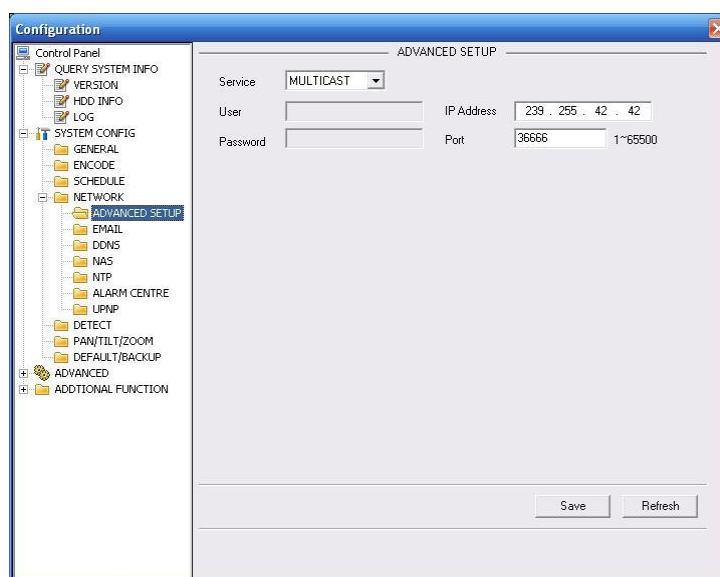 Configuration
Control Panel
QUERY SYSTEM INFO
VERSION
HDD INFO
LOG
SYSTEM CONFIG
GENERAL
ENCODE
SCHEDULE
NETWORK
ADVANCED SETUP
EMAIL
DDNS
NAS
NTP
ALARM CENTRE
UPNP
DETECT
PAN/TILT/ZOOM
DEFAULT/BACKUP
ADVANCED
ADDTIONAL FUNCTION
ADVANCED SETUP
Service MULTICAST
User IP Address 239 . 255 . 42 . 42
Password Port 36666 1~65500
Save Refresh